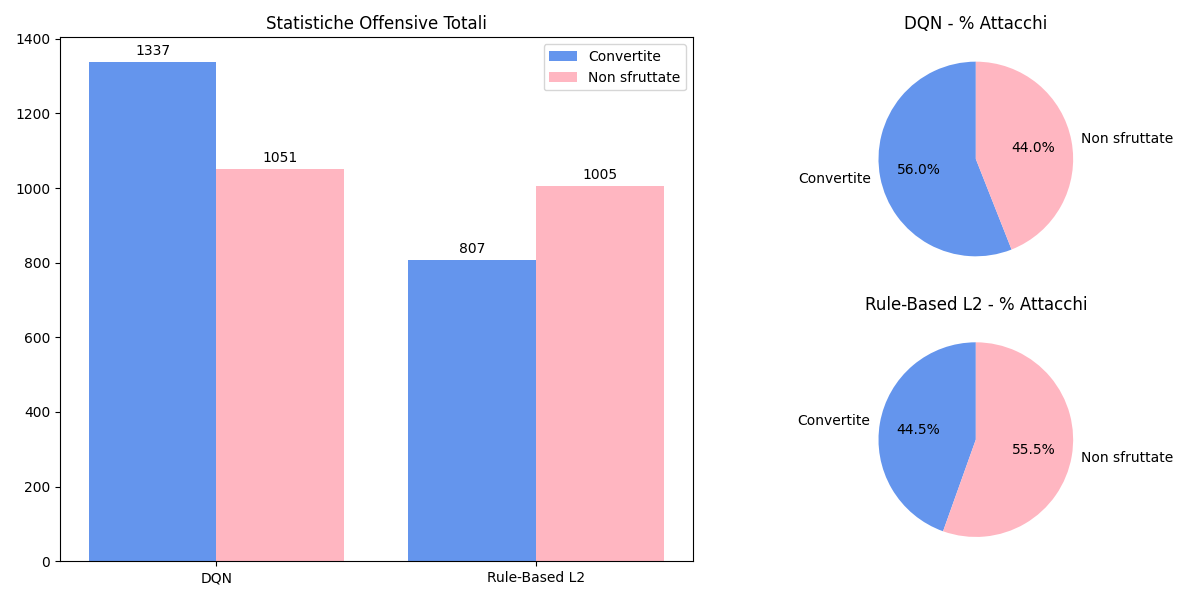 Statistiche Offensive Totali
1400
1200
1000
800
600
400
200
0
1337
1051
807
1005
Convertite
Non sfruttate
DQN
Rule-Based L2
DQN - % Attacchi
Convertite
56.0%
44.0%
Non sfruttate
Rule-Based L2 - % Attacchi
Convertite
44.5%
55.5%
Non sfruttate